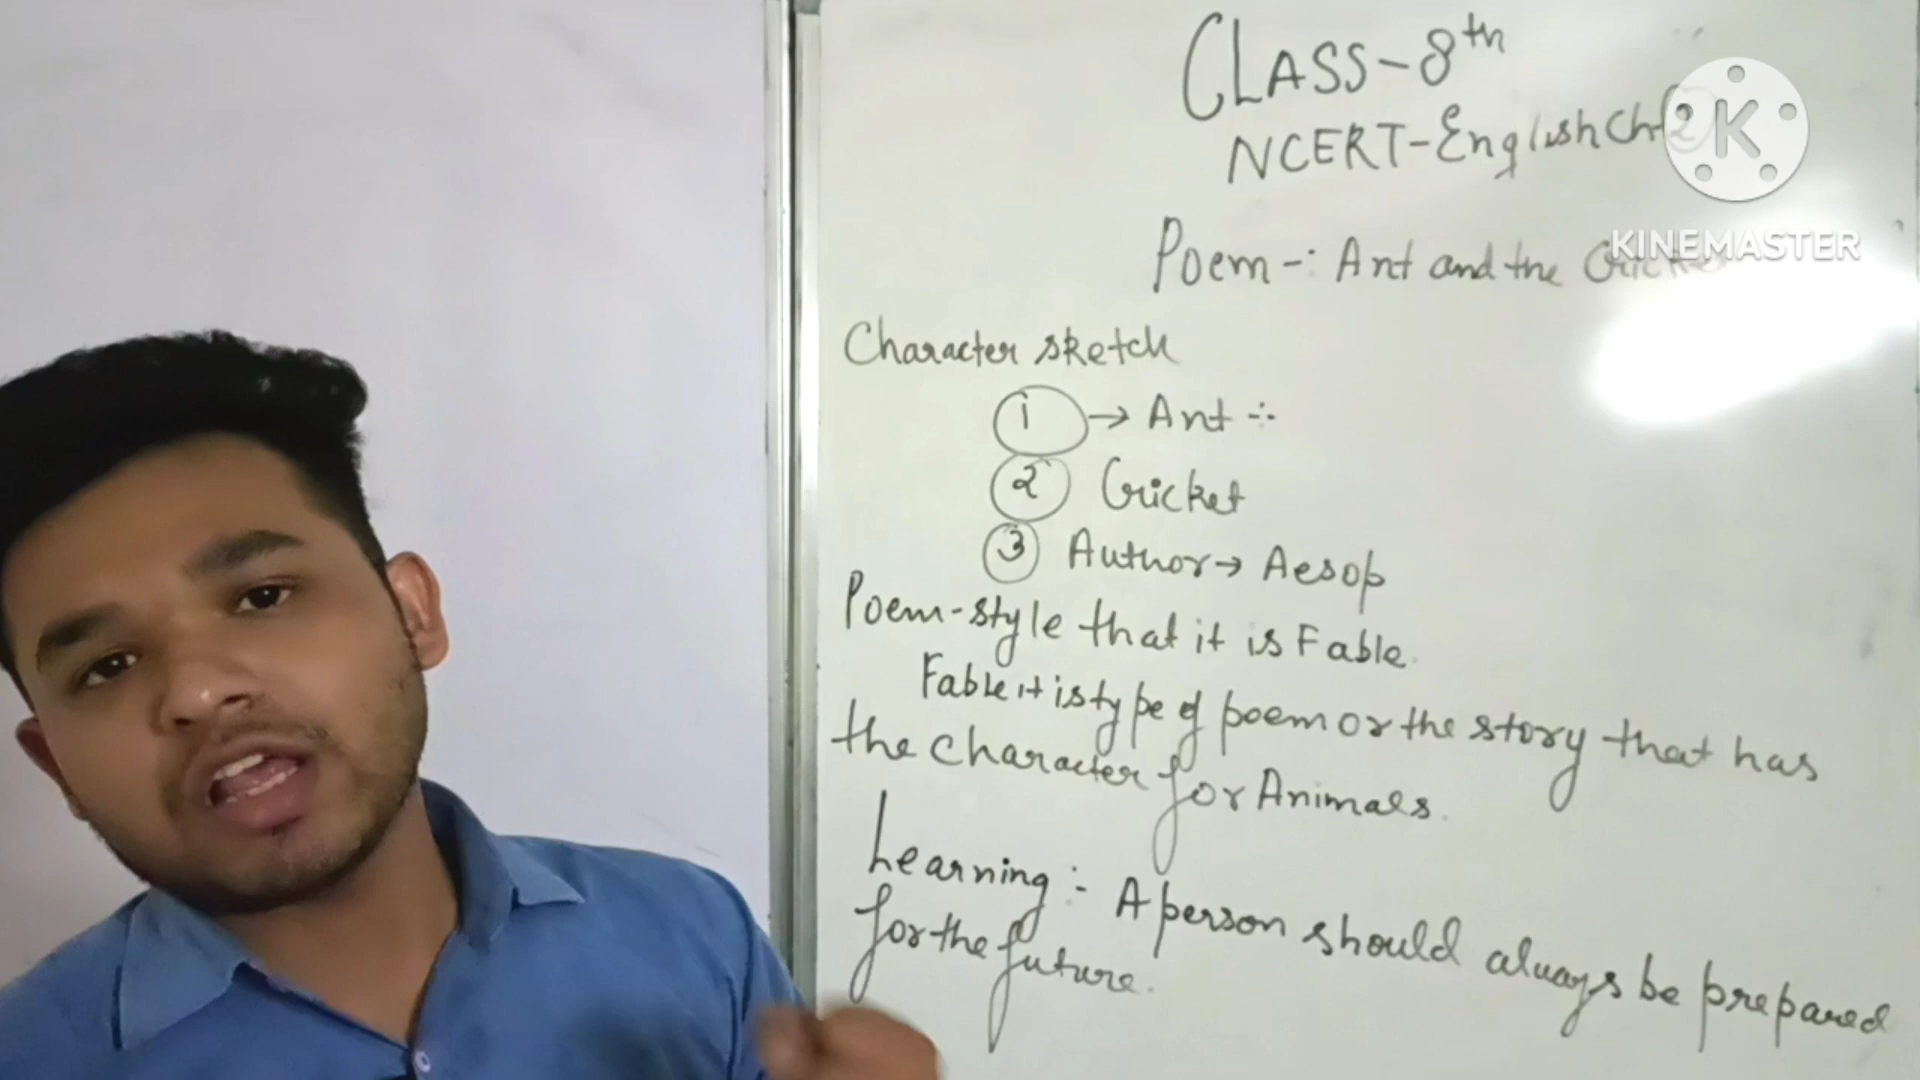 CLASS-8th
NCERT-English Ch-2
K
KINEMASTER
Poem-: Ant and the Cricket
Character sketch
1 → Ant ÷
2 Cricket
3 Author → Aesop
Poem-style that it is Fable.
Fable it is type of poem or the story that has
the character for Animals.
Learning :- A person should always be prepared
for the future.